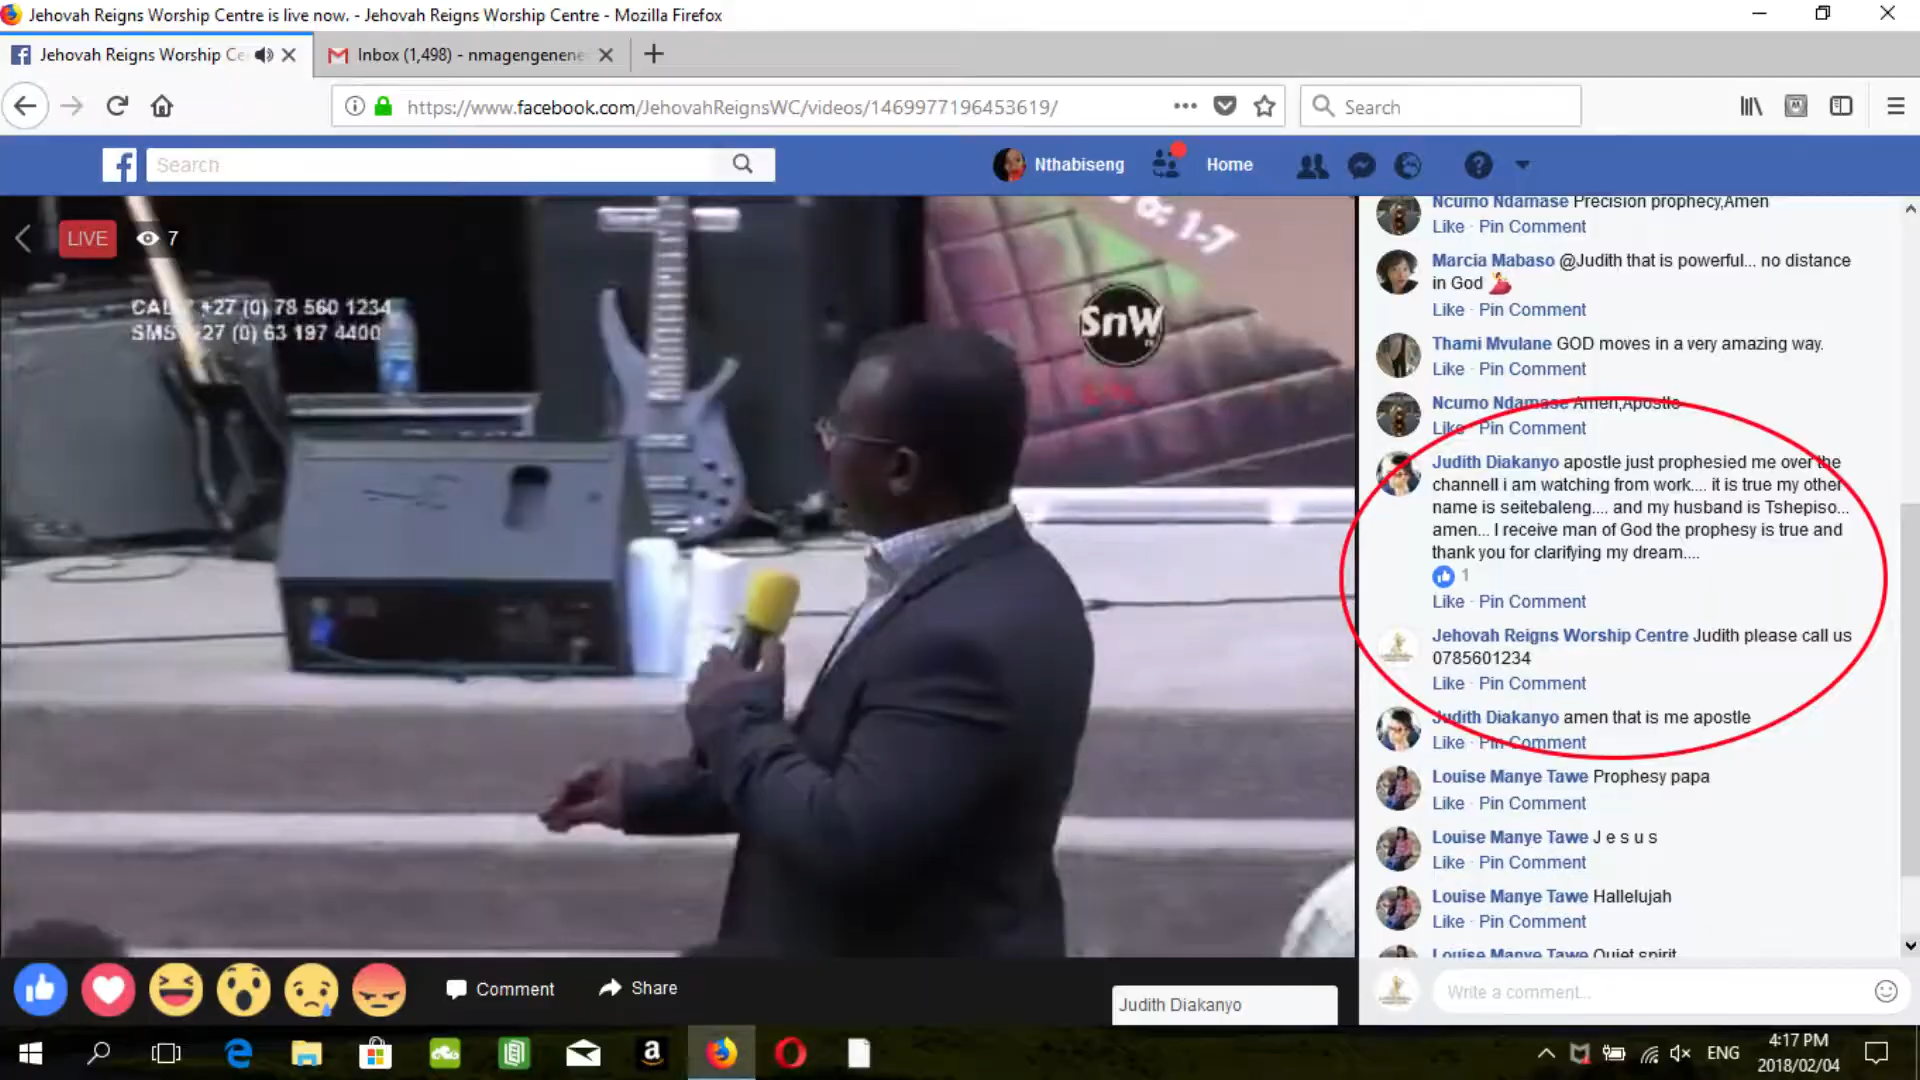 Jehovah Reigns Worship Centre is live now. - Jehovah Reigns Worship Centre - Mozilla Firefox
Jehovah Reigns Worship Ce
Inbox (1,498) - nmagengenene
https://www.facebook.com/JehovahReignsWC/videos/1469977196453619/
Search
Search
Nthabiseng
Home
LIVE
7
CALL +27 (0) 78 560 1234
SMS +27 (0) 63 197 4400
6: 1-7
SnW
Ncumo Ndamase Precision prophecy,Amen
Like · Pin Comment
Marcia Mabaso @Judith that is powerful... no distance
in God 💃
Like · Pin Comment
Thami Mvulane GOD moves in a very amazing way.
Like · Pin Comment
Ncumo Ndamase Amen,Apostle
Like · Pin Comment
Judith Diakanyo apostle just prophesied me over the
channell i am watching from work.... it is true my other
name is seitebaleng.... and my husband is Tshepiso...
amen... I receive man of God the prophesy is true and
thank you for clarifying my dream....
1
Like · Pin Comment
Jehovah Reigns Worship Centre Judith please call us
0785601234
Like · Pin Comment
Judith Diakanyo amen that is me apostle
Like · Pin Comment
Louise Manye Tawe Prophesy papa
Like · Pin Comment
Louise Manye Tawe J e s u s
Like · Pin Comment
Louise Manye Tawe Hallelujah
Like · Pin Comment
Louise Manye Tawe Quiet spirit
Comment
Share
Judith Diakanyo
Write a comment...
ENG
4:17 PM
2018/02/04